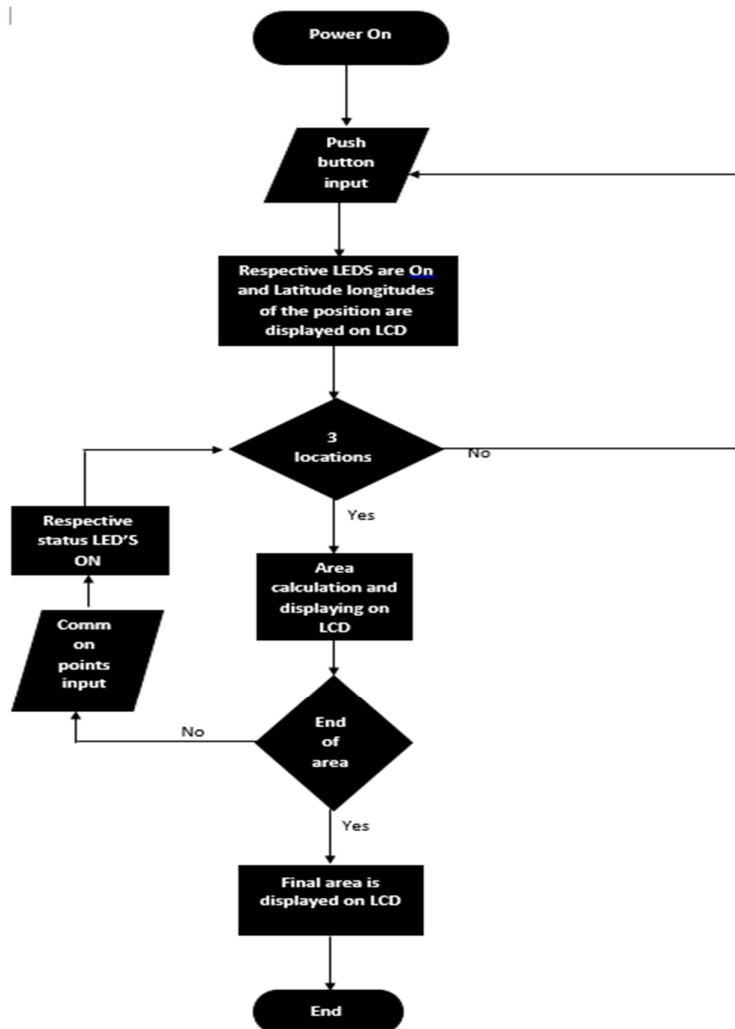 Power On
Push
button
input
Respective LEDS are On
and Latitude longitudes
of the position are
displayed on LCD
3
locations
No
Yes
Respective
status LED'S
ON
Area
calculation and
displaying on
LCD
Comm
on
points
input
End
of
area
No
Yes
Final area is
displayed on LCD
End